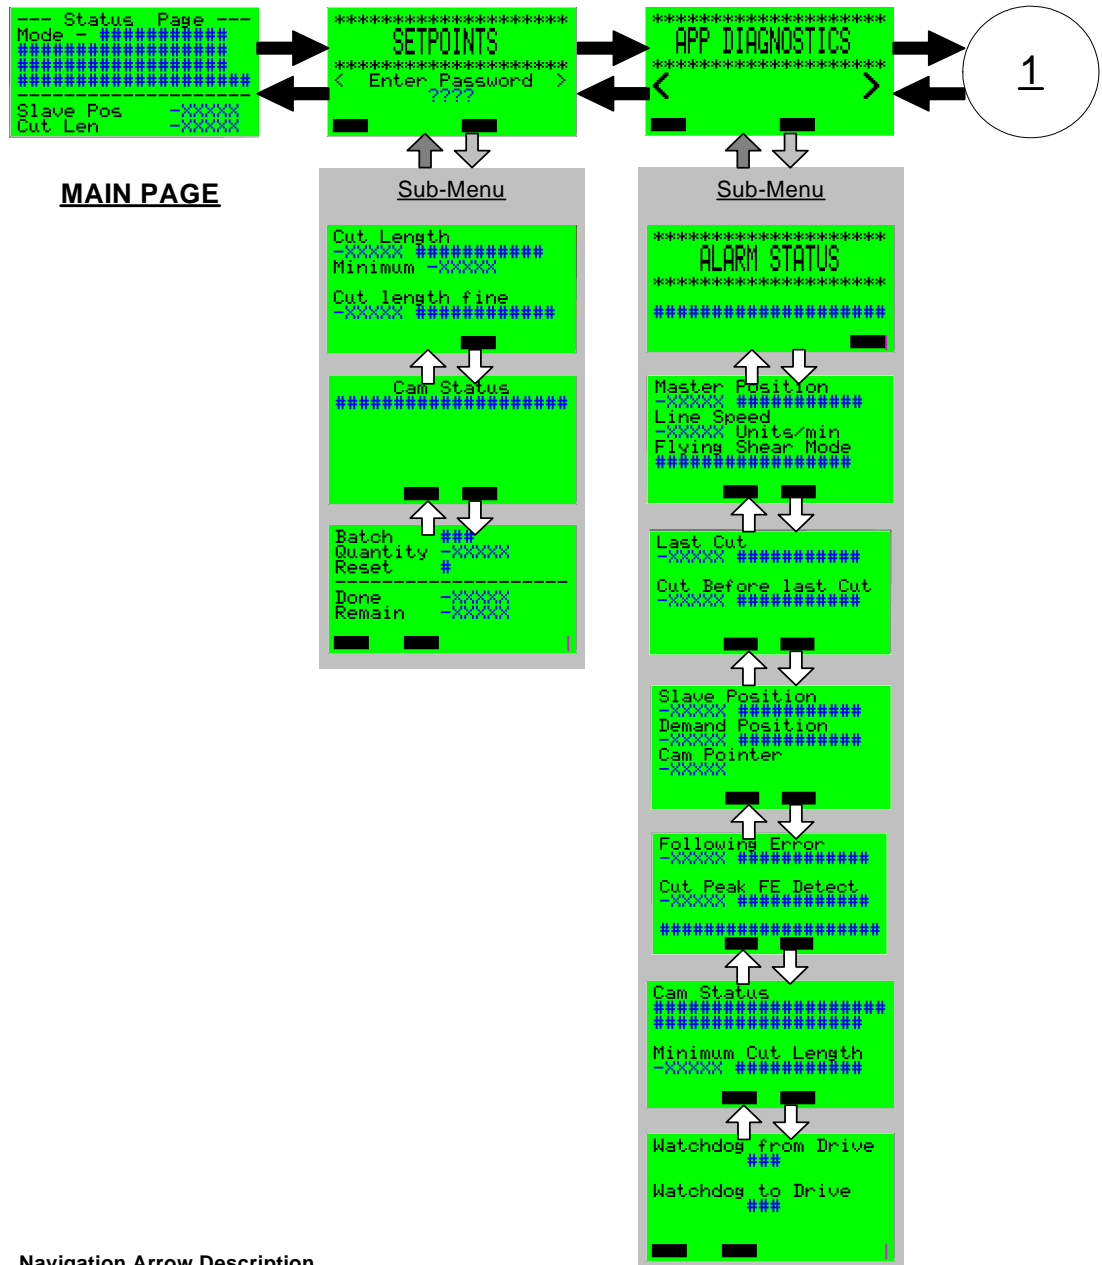 --- Status Page ---
Mode - ###########
##################
##################
####################
--------------------
Slave Pos -XXXXX
Cut Len -XXXXX
MAIN PAGE
********************
SETPOINTS
********************
< Enter Password >
????
Sub-Menu
Cut Length
-XXXXX ###########
Minimum -XXXXX
Cut length fine
-XXXXX ############
Cam Status
####################
Batch ###
Quantity -XXXXX
Reset #
--------------------
Done -XXXXX
Remain -XXXXX
********************
APP DIAGNOSTICS
********************
< >
Sub-Menu
********************
ALARM STATUS
********************
####################
Master Position
-XXXXX ###########
Line Speed
-XXXXX Units/min
Flying Shear Mode
#################
Last Cut
-XXXXX ###########
Cut Before last Cut
-XXXXX ###########
Slave Position
-XXXXX ###########
Demand Position
-XXXXX ###########
Cam Pointer
-XXXXX
Following Error
-XXXXX ############
Cut Peak FE Detect
-XXXXX ############
####################
Cam Status
####################
##################
Minimum Cut Length
-XXXXX ###########
Watchdog from Drive
###
Watchdog to Drive
###
1
Navigation Arrow Description